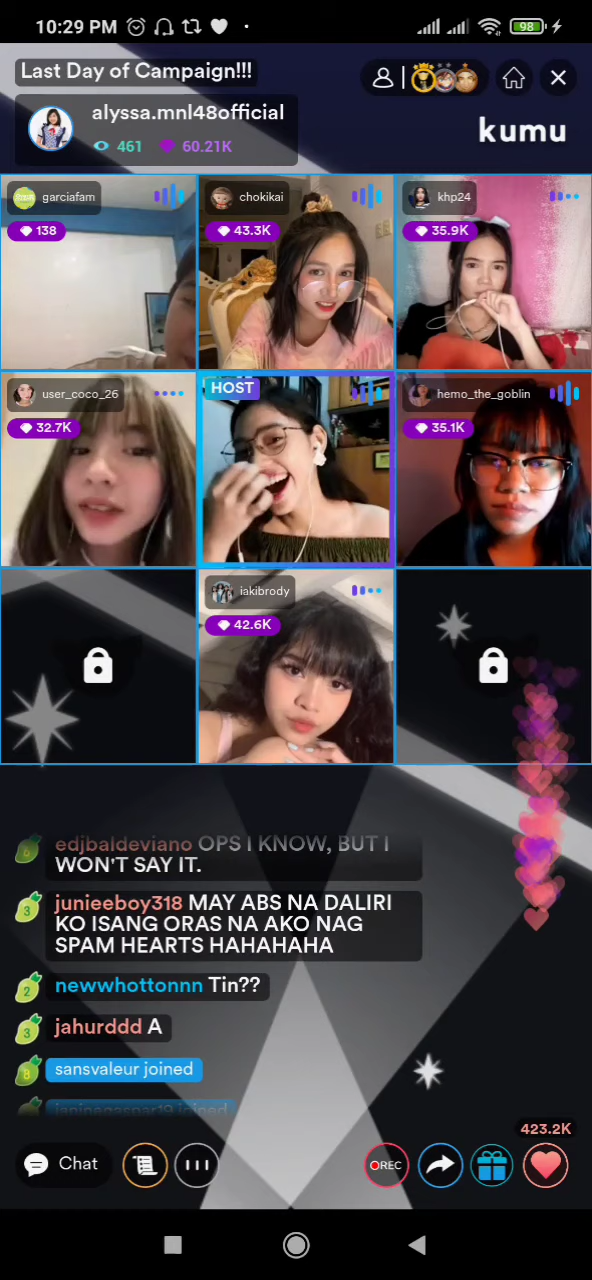 10:29 PM
98
Last Day of Campaign!!!
alyssa.mnl48official
461 60.21K
kumu
garciafam
138
chokikai
43.3K
khp24
35.9K
user_coco_26
32.7K
HOST
hemo_the_goblin
35.1K
iakibrody
42.6K
edjbaldeviano OPS I KNOW, BUT I
WON'T SAY IT.
junieeboy318 MAY ABS NA DALIRI
KO ISANG ORAS NA AKO NAG
SPAM HEARTS HAHAHAHA
newwhottonnn Tin??
jahurddd A
sansvaleur joined
janinegaspar19 joined
423.2K
Chat
REC